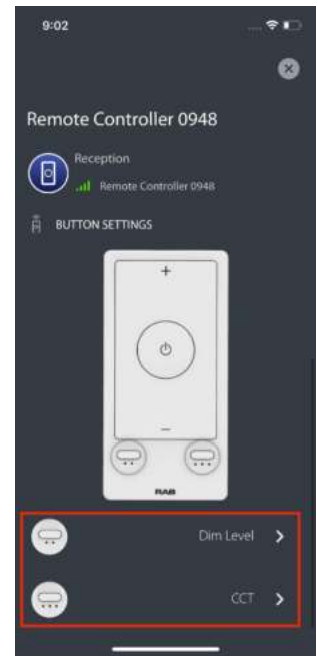 9:02
Remote Controller 0948
Reception
Remote Controller 0948
BUTTON SETTINGS
+
–
RAB
Dim Level
CCT